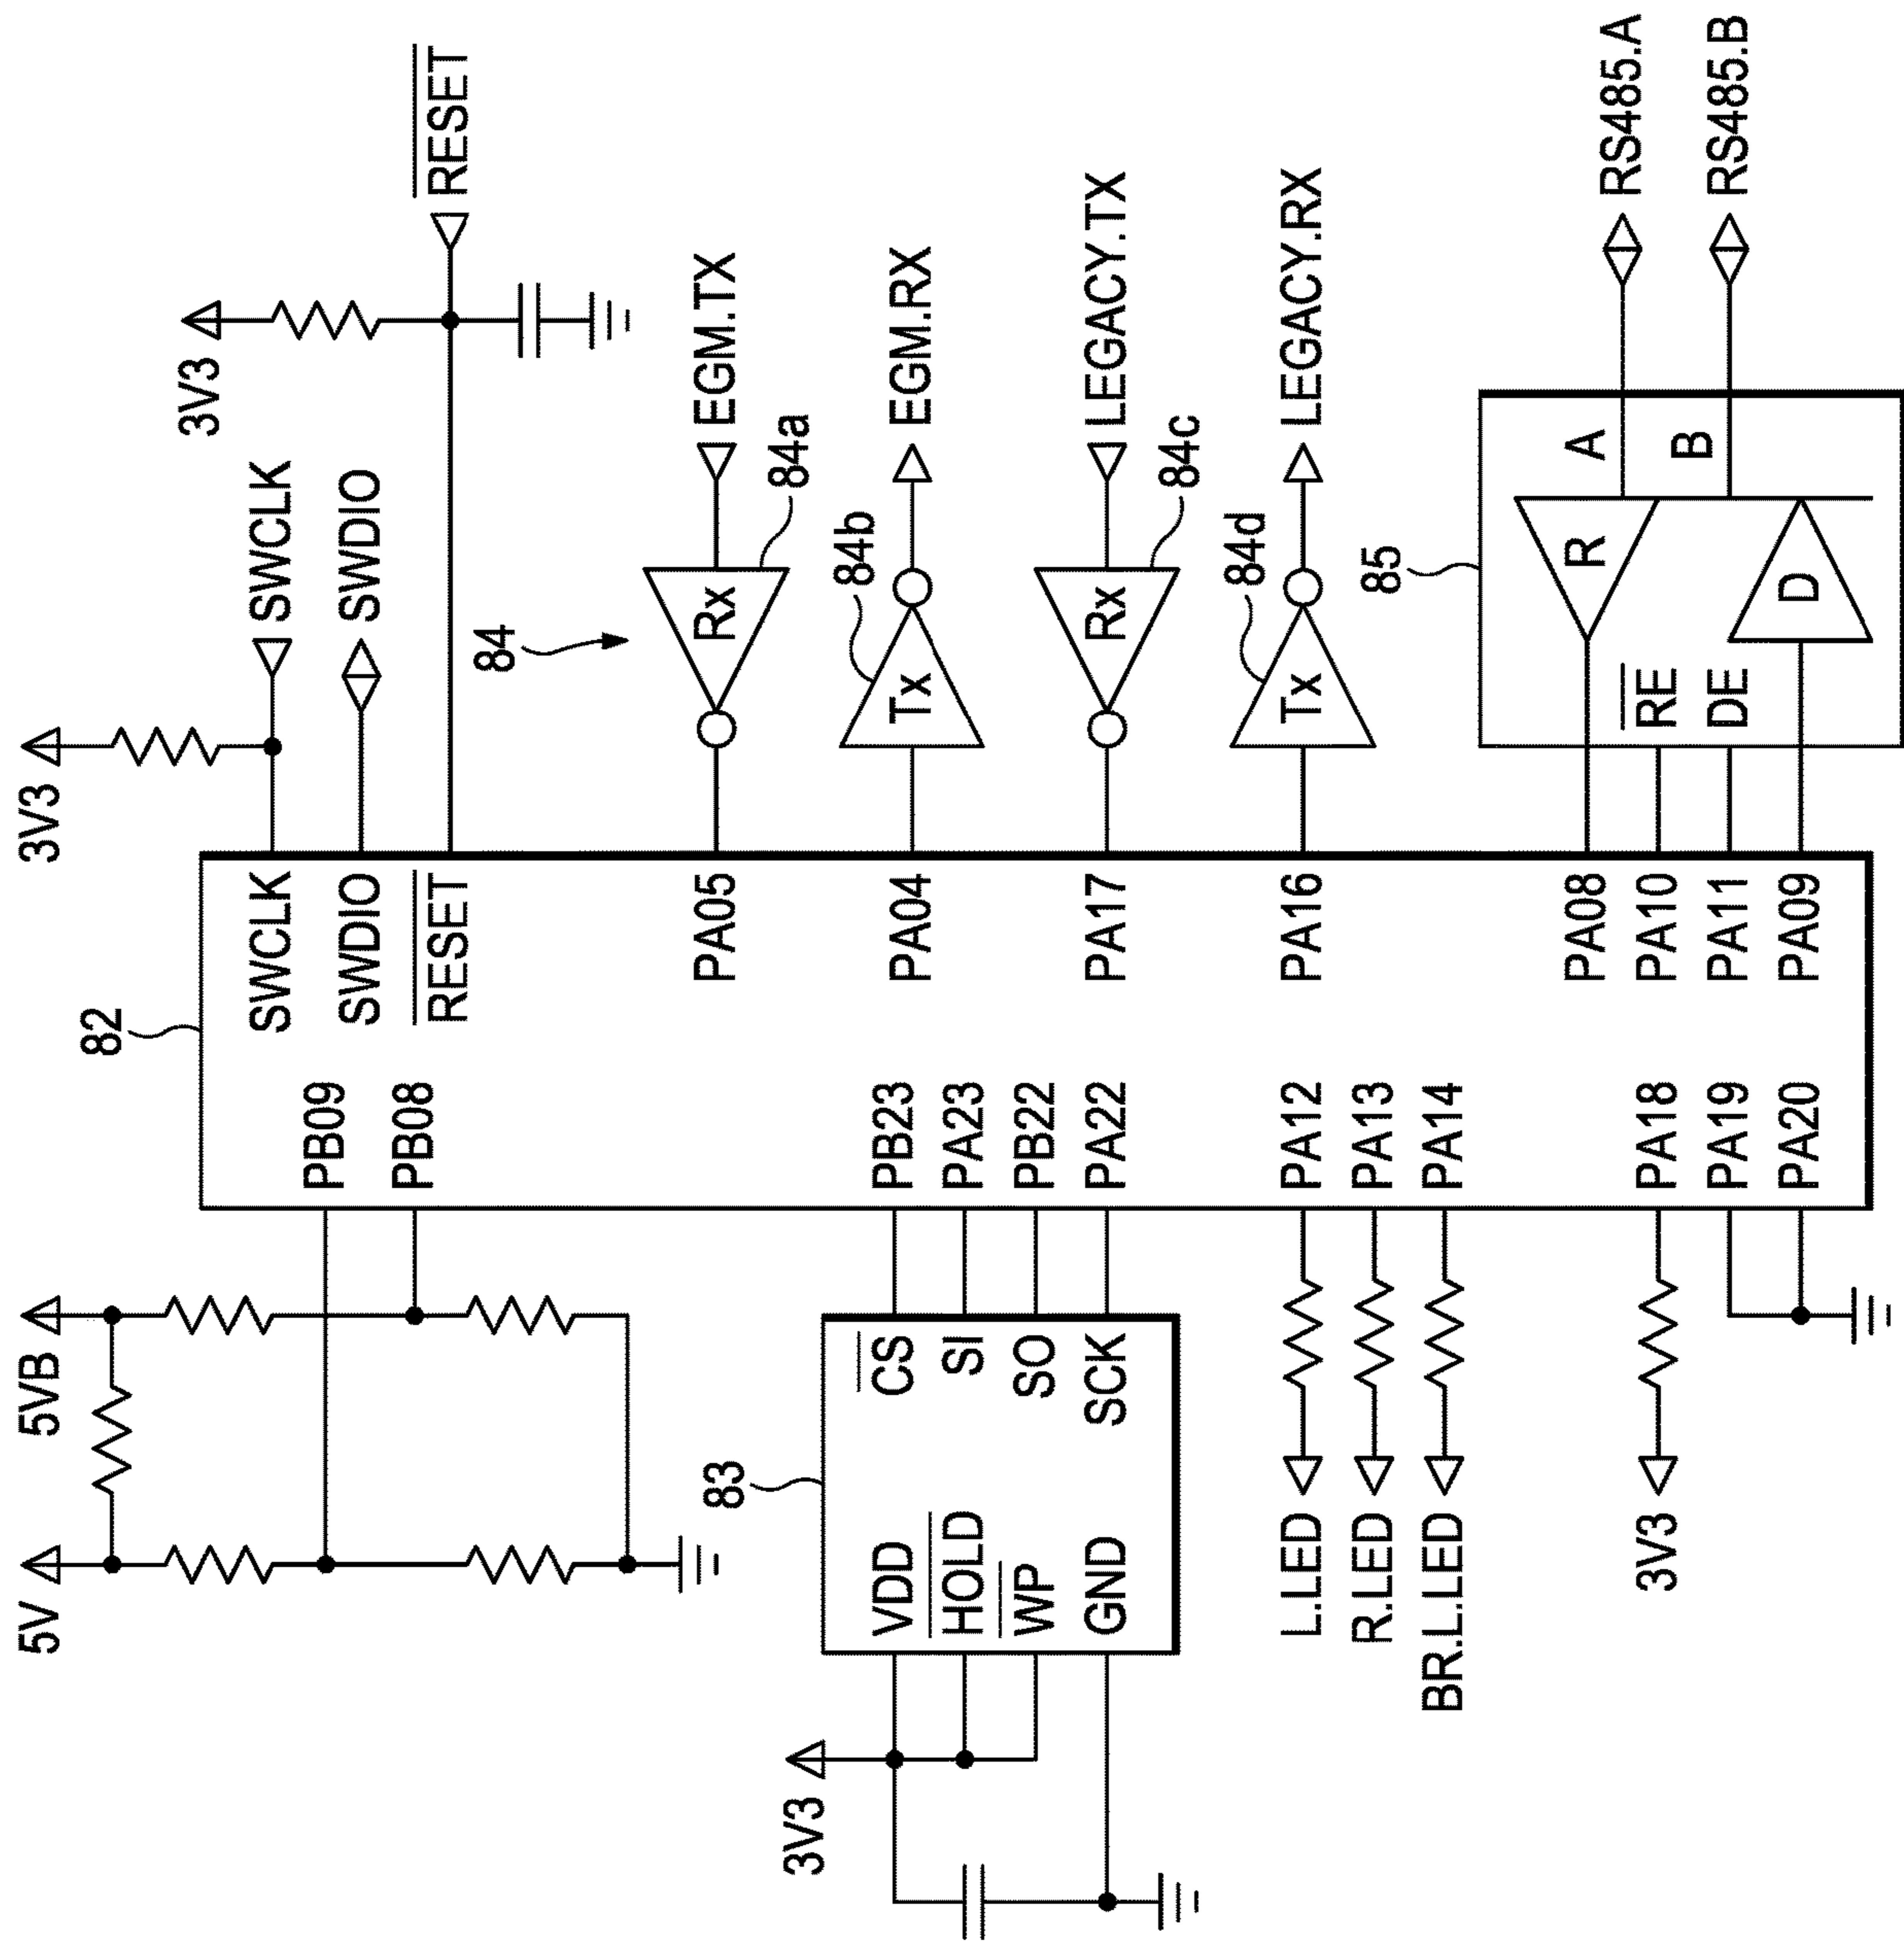 5V
5VB
3V3
3V3
82
PB09
PB08
PB23
PA23
PB22
PA22
PA12
PA13
PA14
PA18
PA19
PA20
SWCLK
SWDIO
RESET
PA05
PA04
PA17
PA16
PA08
PA10
PA11
PA09
SWCLK
SWDIO
RESET
84
Rx
84a
EGM.TX
Tx
84b
EGM.RX
Rx
84c
LEGACY.TX
Tx
84d
LEGACY.RX
85
R
D
RE
DE
A
B
RS485.A
RS485.B
83
VDD
HOLD
WP
GND
CS
SI
SO
SCK
3V3
L.LED
R.LED
BR.L.LED
3V3